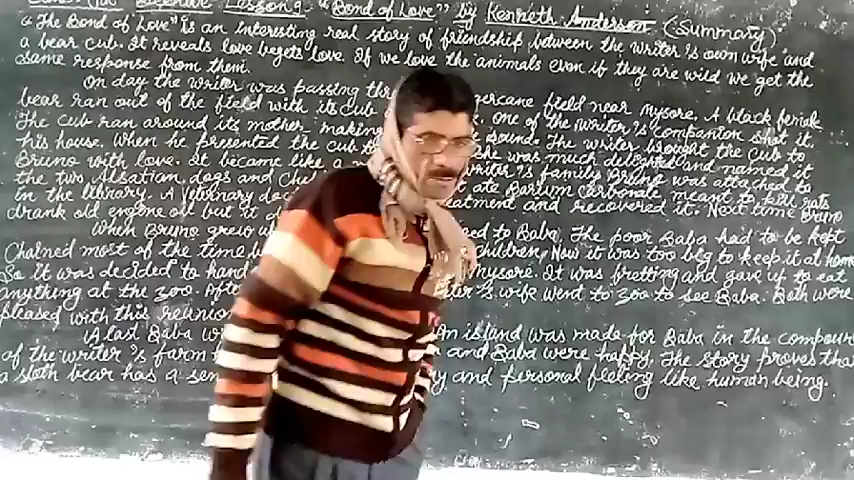 Lesson 9 "Bond of Love" by Kenneth Anderson (Summary)
"The Bond of Love" is an interesting real story of friendship between the writer's own wife and
a bear cub. It reveals love begets love. If we love the animals even if they are wild we get the
same response from them.
On day the writer was passing field near Mysore. A black female
bear ran out of the field with its cub. one of the writer's companion shot it.
The cub ran around its mother making sound. The writer brought the cub to
his house. When he presented the cub she was much delighted and named it
Bruno with love. It became like a writer's family Bruno was attached to
the two Alsatian dogs and ate Barium Carbonate meant to kill rats
in the library. A Veterinary treatment and recovered it. Next time Bruno
drank old engine oil but it
When Bruno grew to Baba. The poor Baba had to be kept
Chained most of the time children. Now it was too big to keep it at home
So it was decided to hand Mysore. It was fretting and gave up to eat
anything at the zoo. wife went to zoo to see Baba. Both were
pleased with this reunion
At last Baba An island was made for Baba in the compoun
of the writer's farm and Baba were happy. The story proves tha
a sloth bear has a and personal feeling like human being.